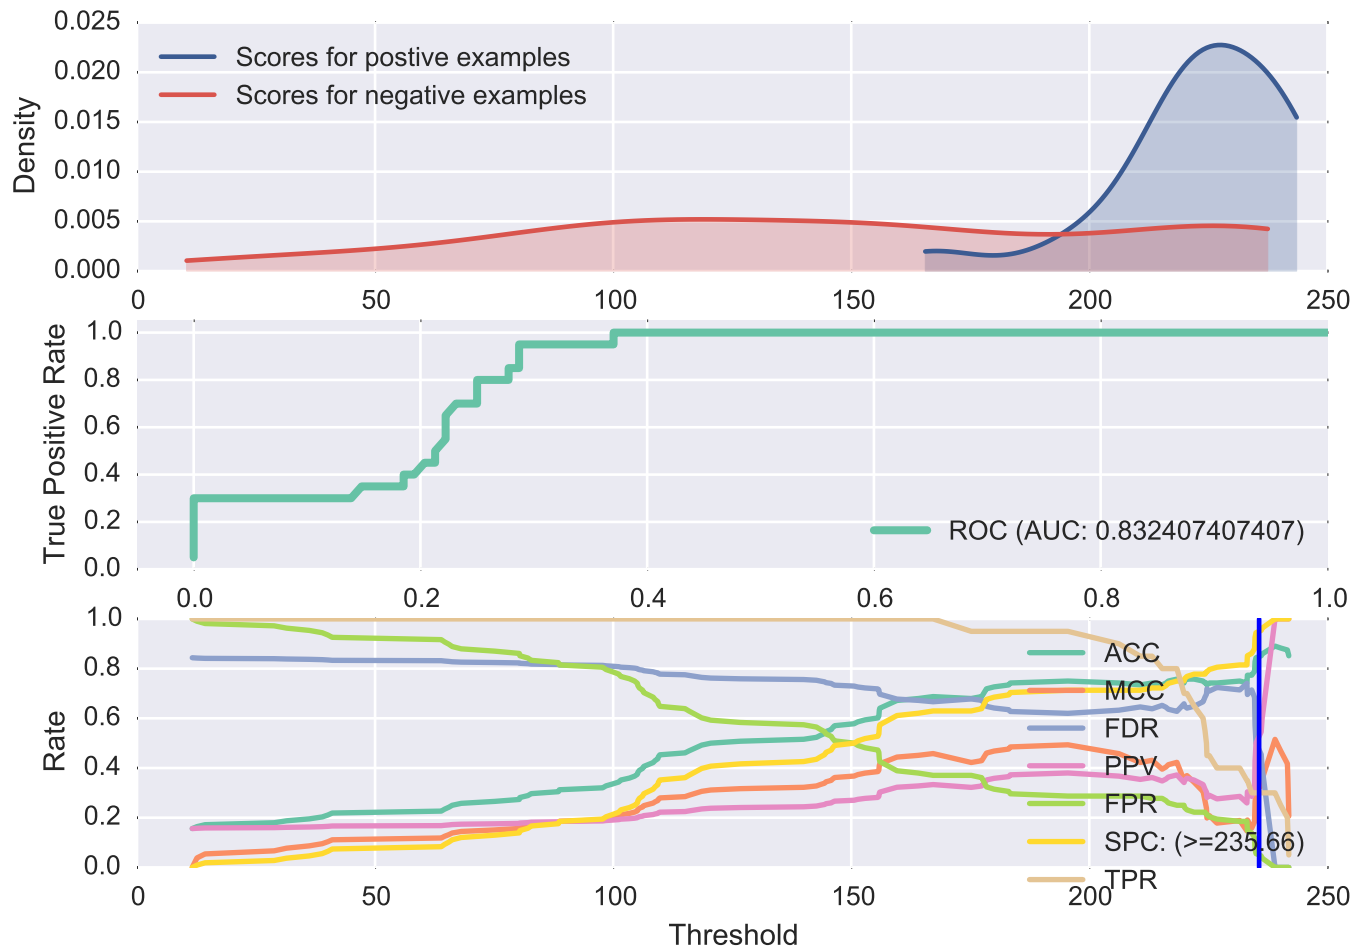 0.025
0.020
0.015
0.010
0.005
0.000
Density
Scores for postive examples
Scores for negative examples
0 50 100 150 200 250
1.0
0.8
0.6
0.4
0.2
0.0
True Positive Rate
ROC (AUC: 0.832407407407)
0.0 0.2 0.4 0.6 0.8 1.0
1.0
0.8
0.6
0.4
0.2
0.0
Rate
ACC
MCC
FDR
PPV
FPR
SPC: (>=235.66)
TPR
0 50 100 150 200 250
Threshold